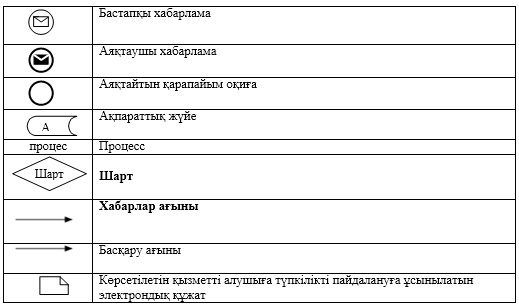 Бастапқы хабарлама
Аяқтаушы хабарлама
Аяқтайтын қарапайым оқиға
А
Ақпараттық жүйе
процес
Процесс
Шарт
Шарт
Хабарлар ағыны
Басқару ағыны
Көрсетілетін қызметті алушыға түпкілікті пайдалануға ұсынылатын
электрондық құжат